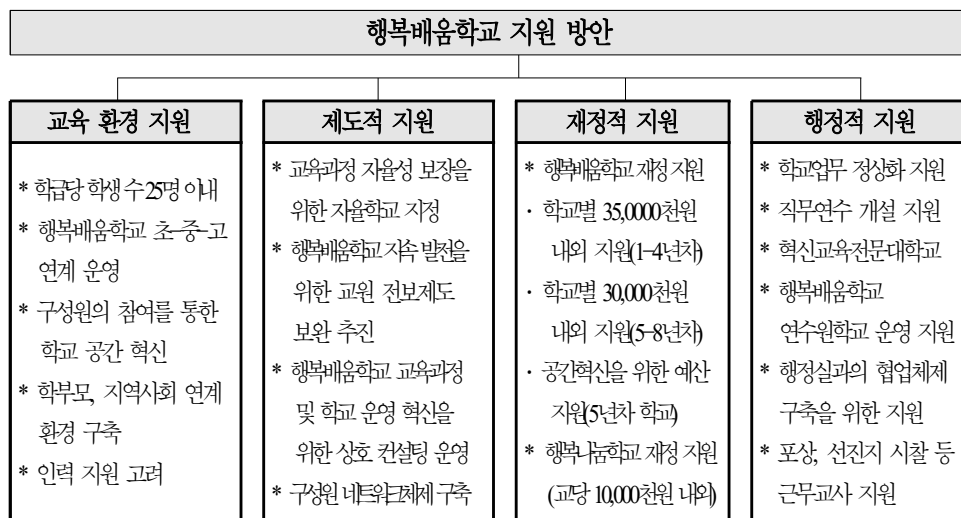 행복배움학교 지원 방안
교육 환경 지원
* 학급당 학생 수 25명 이내
* 행복배움학교 초-중-고
연계 운영
* 구성원의 참여를 통한
학교 공간 혁신
* 학부모, 지역사회 연계
환경 구축
* 인력 지원 고려
제도적 지원
* 교육과정 자율성 보장을
위한 자율학교 지정
* 행복배움학교 지속 발전을
위한 교원 전보제도
보완 추진
* 행복배움학교 교육과정
및 학교 운영 혁신을
위한 상호 컨설팅 운영
* 구성원 네트워크체제 구축
재정적 지원
* 행복배움학교 재정 지원
· 학교별 35,0000천원
내외 지원(1-4년차)
· 학교별 30,000천원
내외 지원(5-8년차)
· 공간혁신을 위한 예산
지원(5년차 학교)
* 행복나눔학교 재정 지원
(교당 10,000천원 내외)
행정적 지원
* 학교업무 정상화 지원
* 직무연수 개설 지원
* 혁신교육전문대학교
* 행복배움학교
연수원학교 운영 지원
* 행정실과의 협업체제
구축을 위한 지원
* 포상, 선진지 시찰 등
근무교사 지원